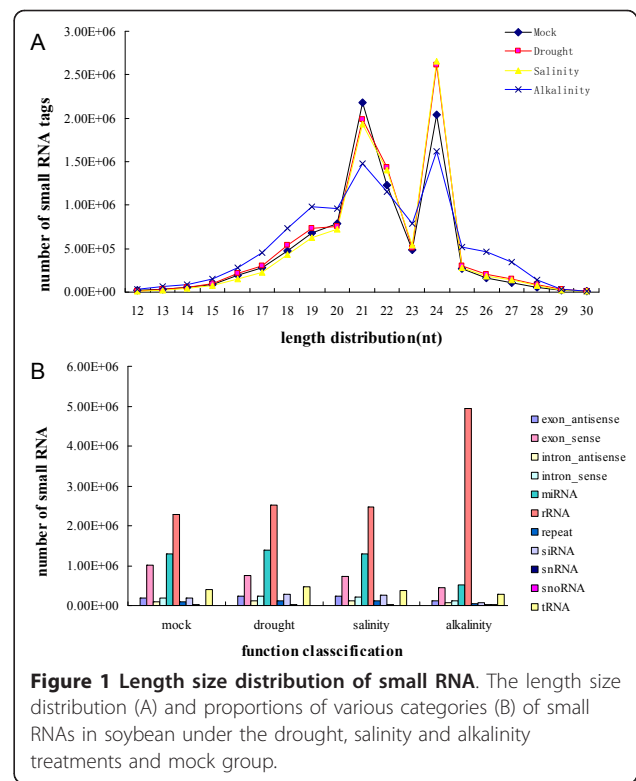 A
3.00E+06
2.50E+06
2.00E+06
1.50E+06
1.00E+06
5.00E+05
0.00E+00
number of small RNA tags
Mock
Drought
Salinity
Alkalinity
12 13 14 15 16 17 18 19 20 21 22 23 24 25 26 27 28 29 30
length distribution(nt)
B
6.00E+06
5.00E+06
4.00E+06
3.00E+06
2.00E+06
1.00E+06
0.00E+00
number of small RNA
exon_antisense
exon_sense
intron_antisense
intron_sense
miRNA
rRNA
repeat
siRNA
snRNA
snoRNA
tRNA
mock drought salinity alkalinity
function classcification
Figure 1 Length size distribution of small RNA. The length size
distribution (A) and proportions of various categories (B) of small
RNAs in soybean under the drought, salinity and alkalinity
treatments and mock group.